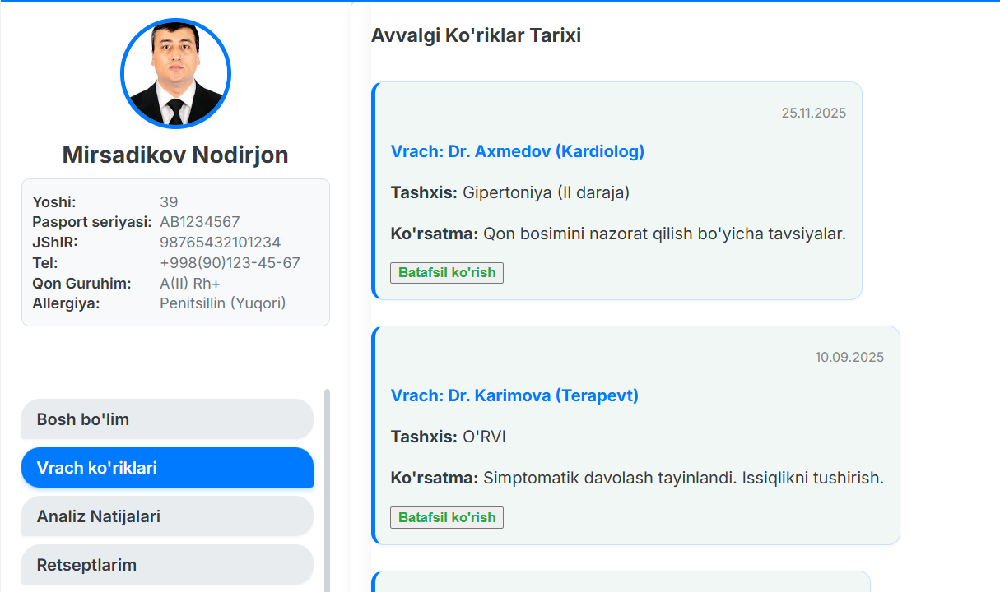 Mirsadikov Nodirjon
Yoshi: 39
Pasport seriyasi: AB1234567
JShIR: 98765432101234
Tel: +998(90)123-45-67
Qon Guruhim: A(II) Rh+
Allergiya: Penitsillin (Yuqori)
Bosh bo'lim
Vrach ko'riklari
Analiz Natijalari
Retseptlarim
Avvalgi Ko'riklar Tarixi
25.11.2025
Vrach: Dr. Axmedov (Kardiolog)
Tashxis: Gipertoniya (II daraja)
Ko'rsatma: Qon bosimini nazorat qilish bo'yicha tavsiyalar.
Batafsil ko'rish
10.09.2025
Vrach: Dr. Karimova (Terapevt)
Tashxis: O'RVI
Ko'rsatma: Simptomatik davolash tayinlandi. Issiqlikni tushirish.
Batafsil ko'rish